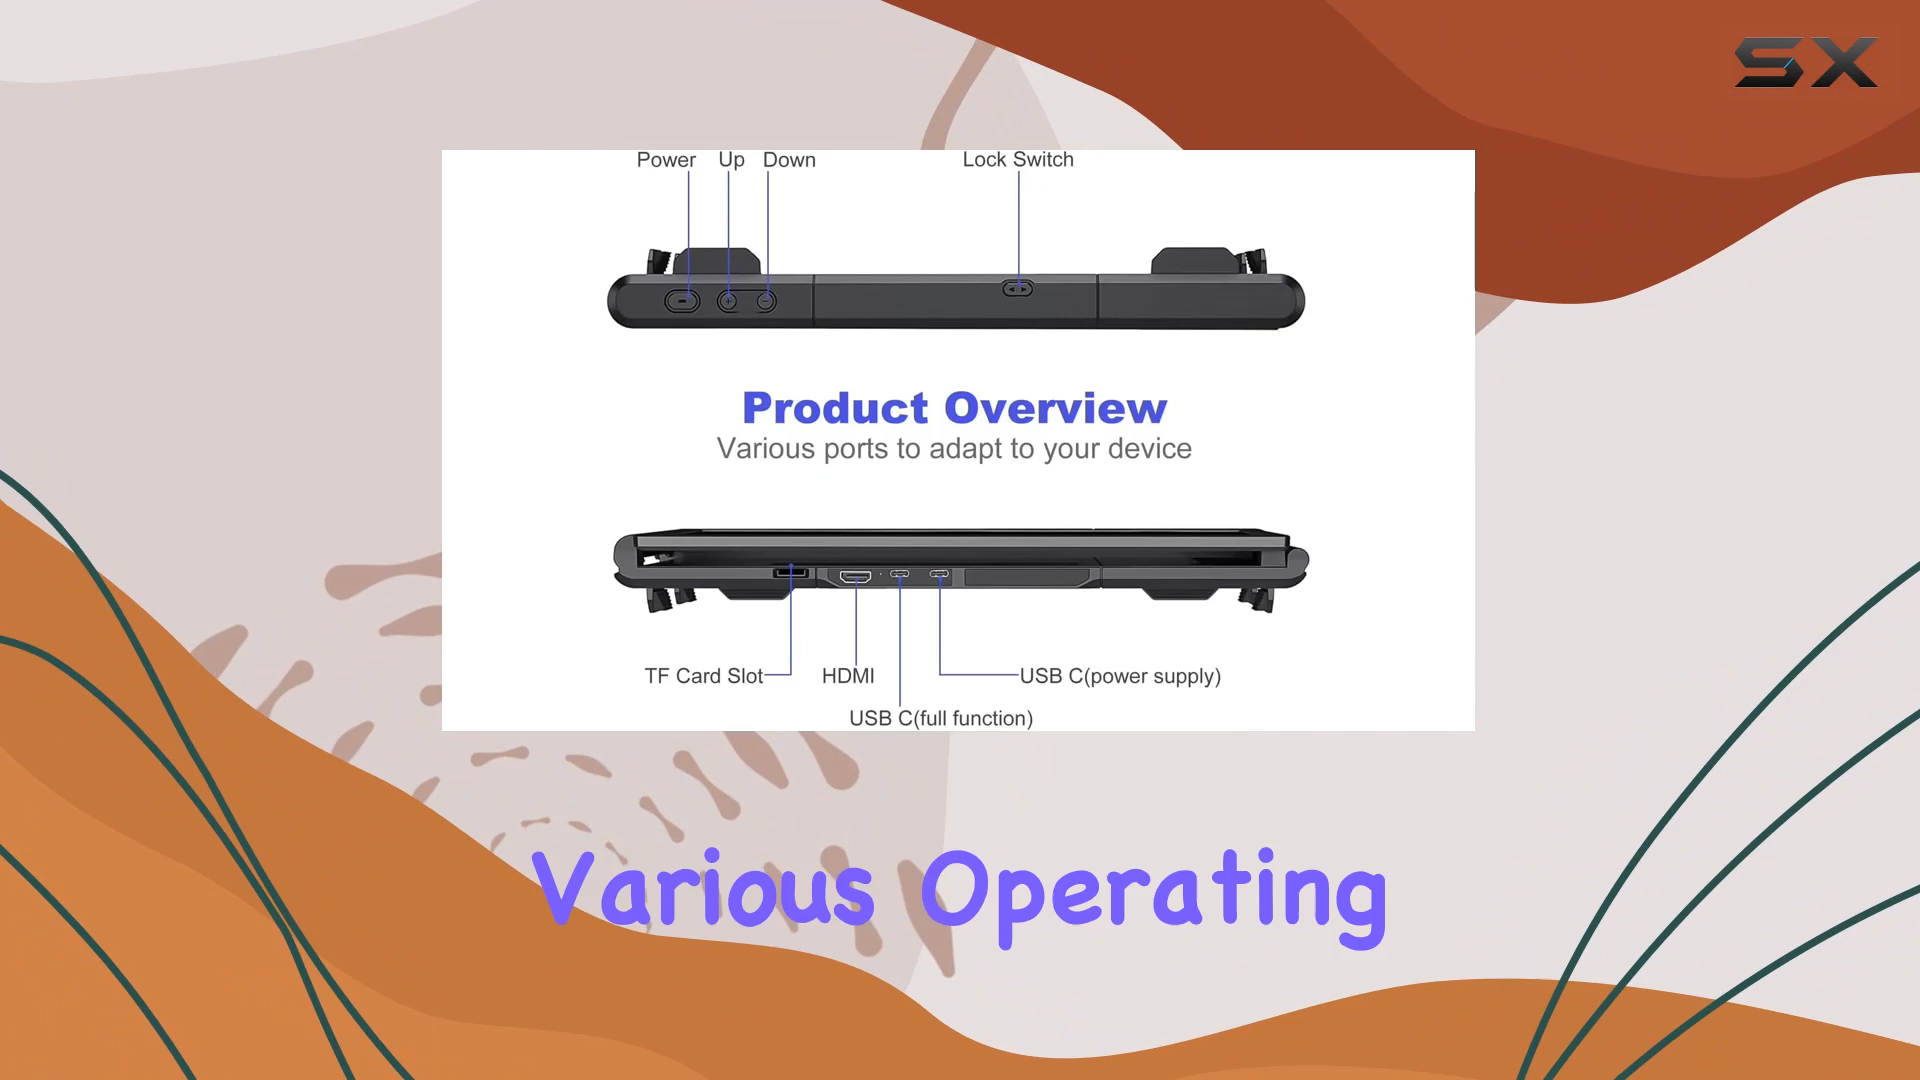 SX
Power Up Down Lock Switch
Product Overview
Various ports to adapt to your device
TF Card Slot HDMI USB C(power supply)
USB C(full function)
Various Operating